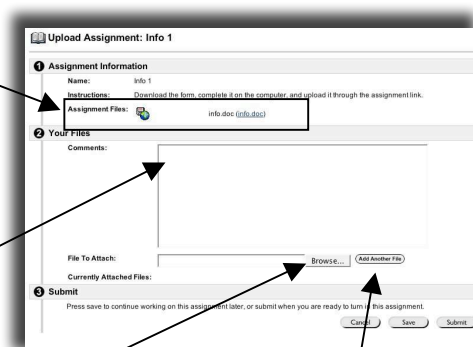 Upload Assignment: Info 1
1 Assignment Information
Name: Info 1
Instructions: Download the form, complete it on the computer, and upload it through the assignment link.
Assignment Files: info.doc (info.doc)
2 Your Files
Comments:
File To Attach: Browse... Add Another File
Currently Attached Files:
3 Submit
Press save to continue working on this assignment later, or submit when you are ready to turn in this assignment.
Cancel Save Submit